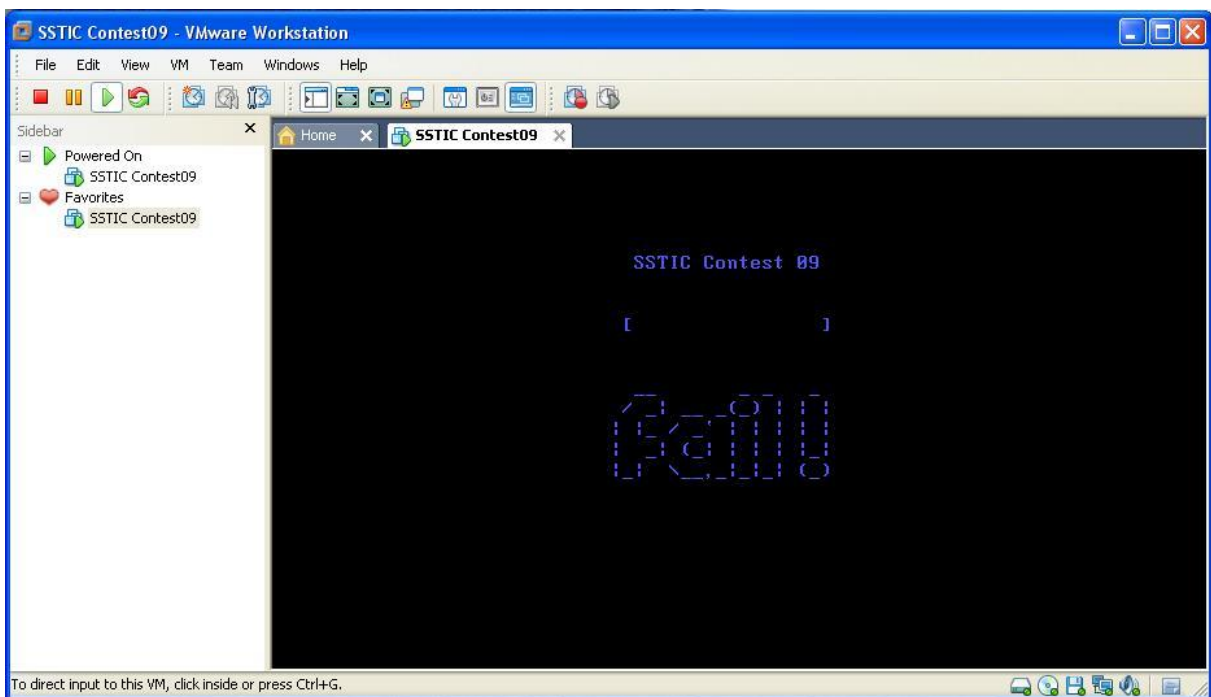 SSTIC Contest09 - VMware Workstation
File Edit View VM Team Windows Help
Sidebar
Home
SSTIC Contest09
Powered On
SSTIC Contest09
Favorites
SSTIC Contest09
SSTIC Contest 09
[ ]
fail!
To direct input to this VM, click inside or press Ctrl+G.